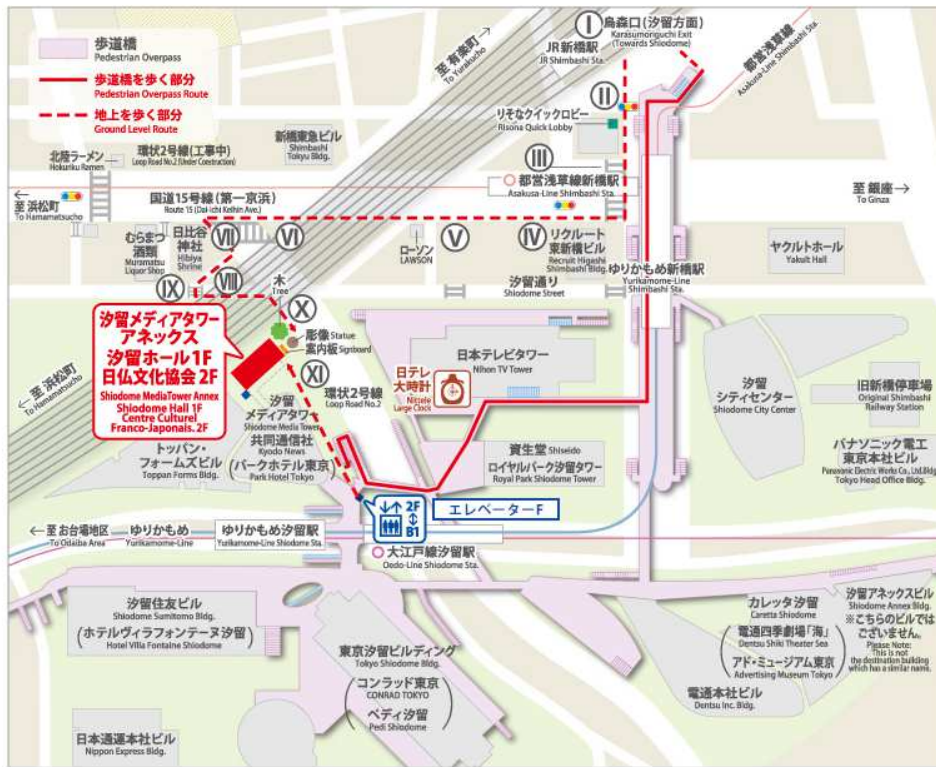 歩道橋
Pedestrian Overpass
歩道橋を歩く部分
Pedestrian Overpass Route
地上を歩く部分
Ground Level Route
至 有楽町
To Yurakucho
I
烏森口(汐留方面)
Karasumoriguchi Exit
(Towards Shiodome)
JR新橋駅
JR Shimbashi Sta.
都営浅草線
Asakusa-Line Shimbashi Sta.
II
りそなクイックロビー
Risona Quick Lobby
III
都営浅草線新橋駅
Asakusa-Line Shimbashi Sta.
新橋東急ビル
Shimbashi
Tokyu Bldg.
環状2号線(工事中)
Loop Road No.2 (Under Constraction)
北陸ラーメン
Hokuriku Ramen
至 浜松町
To Hamamatsucho
国道15号線(第一京浜)
Route '15 (Dai-ichi Keihin Ave.)
至 銀座
To Ginza
むらまつ
酒類
Muramatsu
Liquor Shop
日比谷
神社
Hibiya
Shrine
VII
VI
ローソン
LAWSON
V
IV
リクルート
東新橋ビル
Recruit Higashi
Shimbashi Bldg.
ヤクルトホール
Yakult Hall
ゆりかもめ新橋駅
Yurikamome-Line
Shimbashi Sta.
汐留通り
Shiodome Street
IX
VIII
木
Tree
X
彫像 Statue
案内板 Signboard
XI
汐留メディアタワー
アネックス
汐留ホール1F
日仏文化協会 2F
Shiodome MediaTower Annex
Shiodome Hall 1F
Centre Culturel
Franco-Japonais. 2F
至 浜松町
To Hamamatsucho
日本テレビタワー
Nihon TV Tower
日テレ
大時計
Nittele
Large Clock
環状2号線
Loop Road No.2
汐留
シティセンター
Shiodome City Center
旧新橋停車場
Original Shimbashi
Railway Station
汐留
メディアタワー
Shiodome Media Tower
共同通信社
Kyodo News
(パークホテル東京)
Park Hotel Tokyo
トッパン・
フォームズビル
Toppan Forms Bldg.
資生堂 Shiseido
ロイヤルパーク汐留タワー
Royal Park Shiodome Tower
パナソニック電工
東京本社ビル
Panasonic Electric Works Co., Ltd.Bldg.
Tokyo Head Office Bldg.
2F
B1
エレベーターF
至 お台場地区
To Odaiba Area
ゆりかもめ
Yurikamome-Line
ゆりかもめ汐留駅
Yurikamome-Line Shiodome Sta.
大江戸線汐留駅
Oedo-Line Shiodome Sta.
汐留住友ビル
Shiodome Sumitomo Bldg.
(ホテルヴィラフォンテーヌ汐留)
Hotel Villa Fontaine Shiodome
東京汐留ビルディング
Tokyo Shiodome Bldg.
コンラッド東京
CONRAD TOKYO
ペディ汐留
Pedi Shiodome
カレッタ汐留
Caretta Shiodome
電通四季劇場「海」
Dentsu Shiki Theater Sea
アド・ミュージアム東京
Advertising Museum Tokyo
電通本社ビル
Dentsu Inc. Bldg.
汐留アネックスビル
Shiodome Annex Bldg.
※こちらのビルでは
ございません。
Please Note:
This is not
the destination building
which has a similar name.
日本通運本社ビル
Nippon Express Bldg.